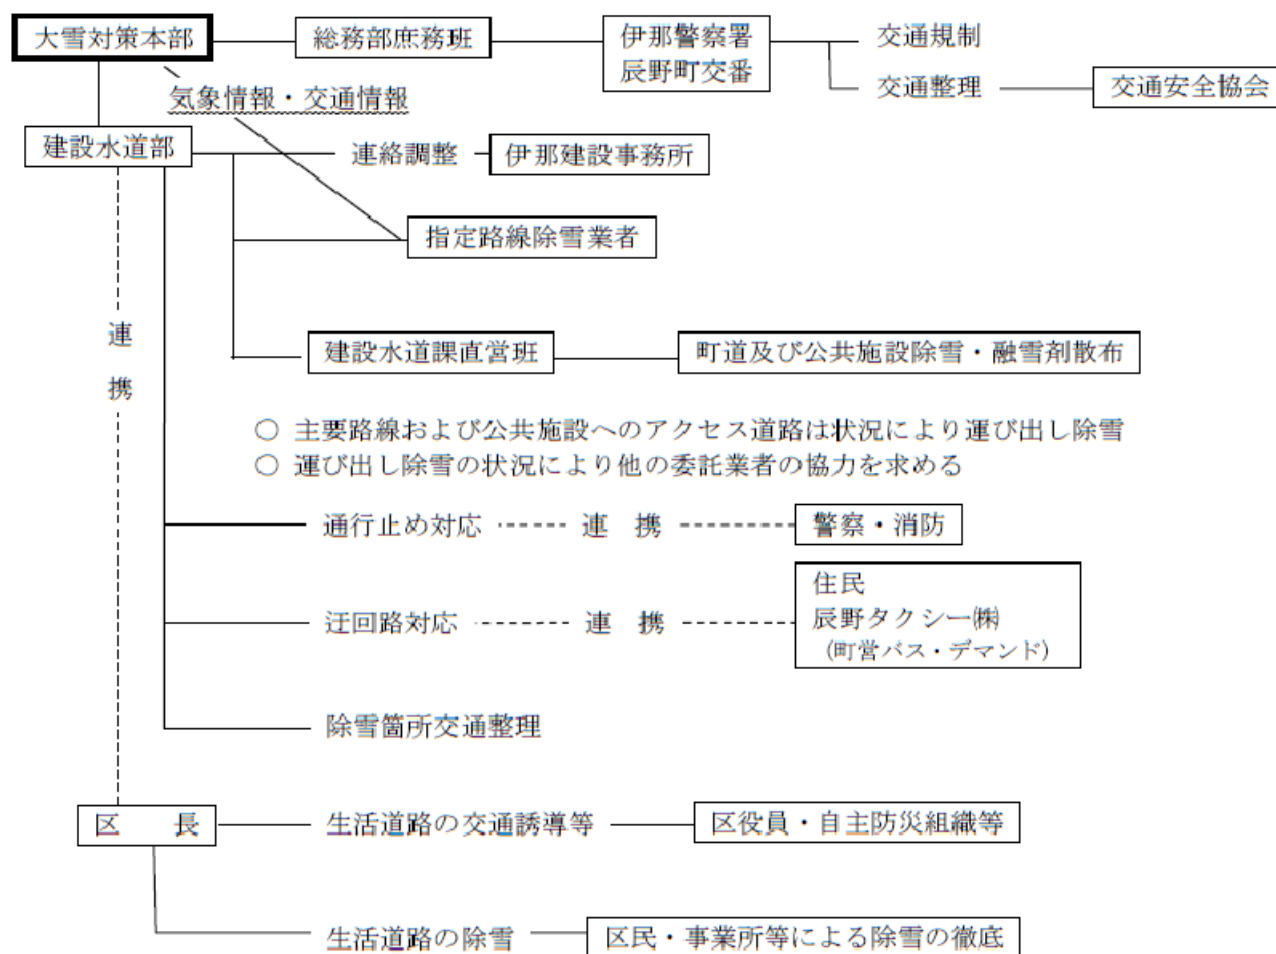 大雪対策本部
総務部庶務班
伊那警察署
辰野町交番
交通規制
交通整理
交通安全協会
気象情報・交通情報
建設水道部
連絡調整
伊那建設事務所
指定路線除雪業者
連携
建設水道課直営班
町道及び公共施設除雪・融雪剤散布
○ 主要路線および公共施設へのアクセス道路は状況により運び出し除雪
○ 運び出し除雪の状況により他の委託業者の協力を求める
通行止め対応
連 携
警察・消防
迂回路対応
連 携
住民
辰野タクシー㈱
(町営バス・デマンド)
除雪箇所交通整理
区 長
生活道路の交通誘導等
区役員・自主防災組織等
生活道路の除雪
区民・事業所等による除雪の徹底